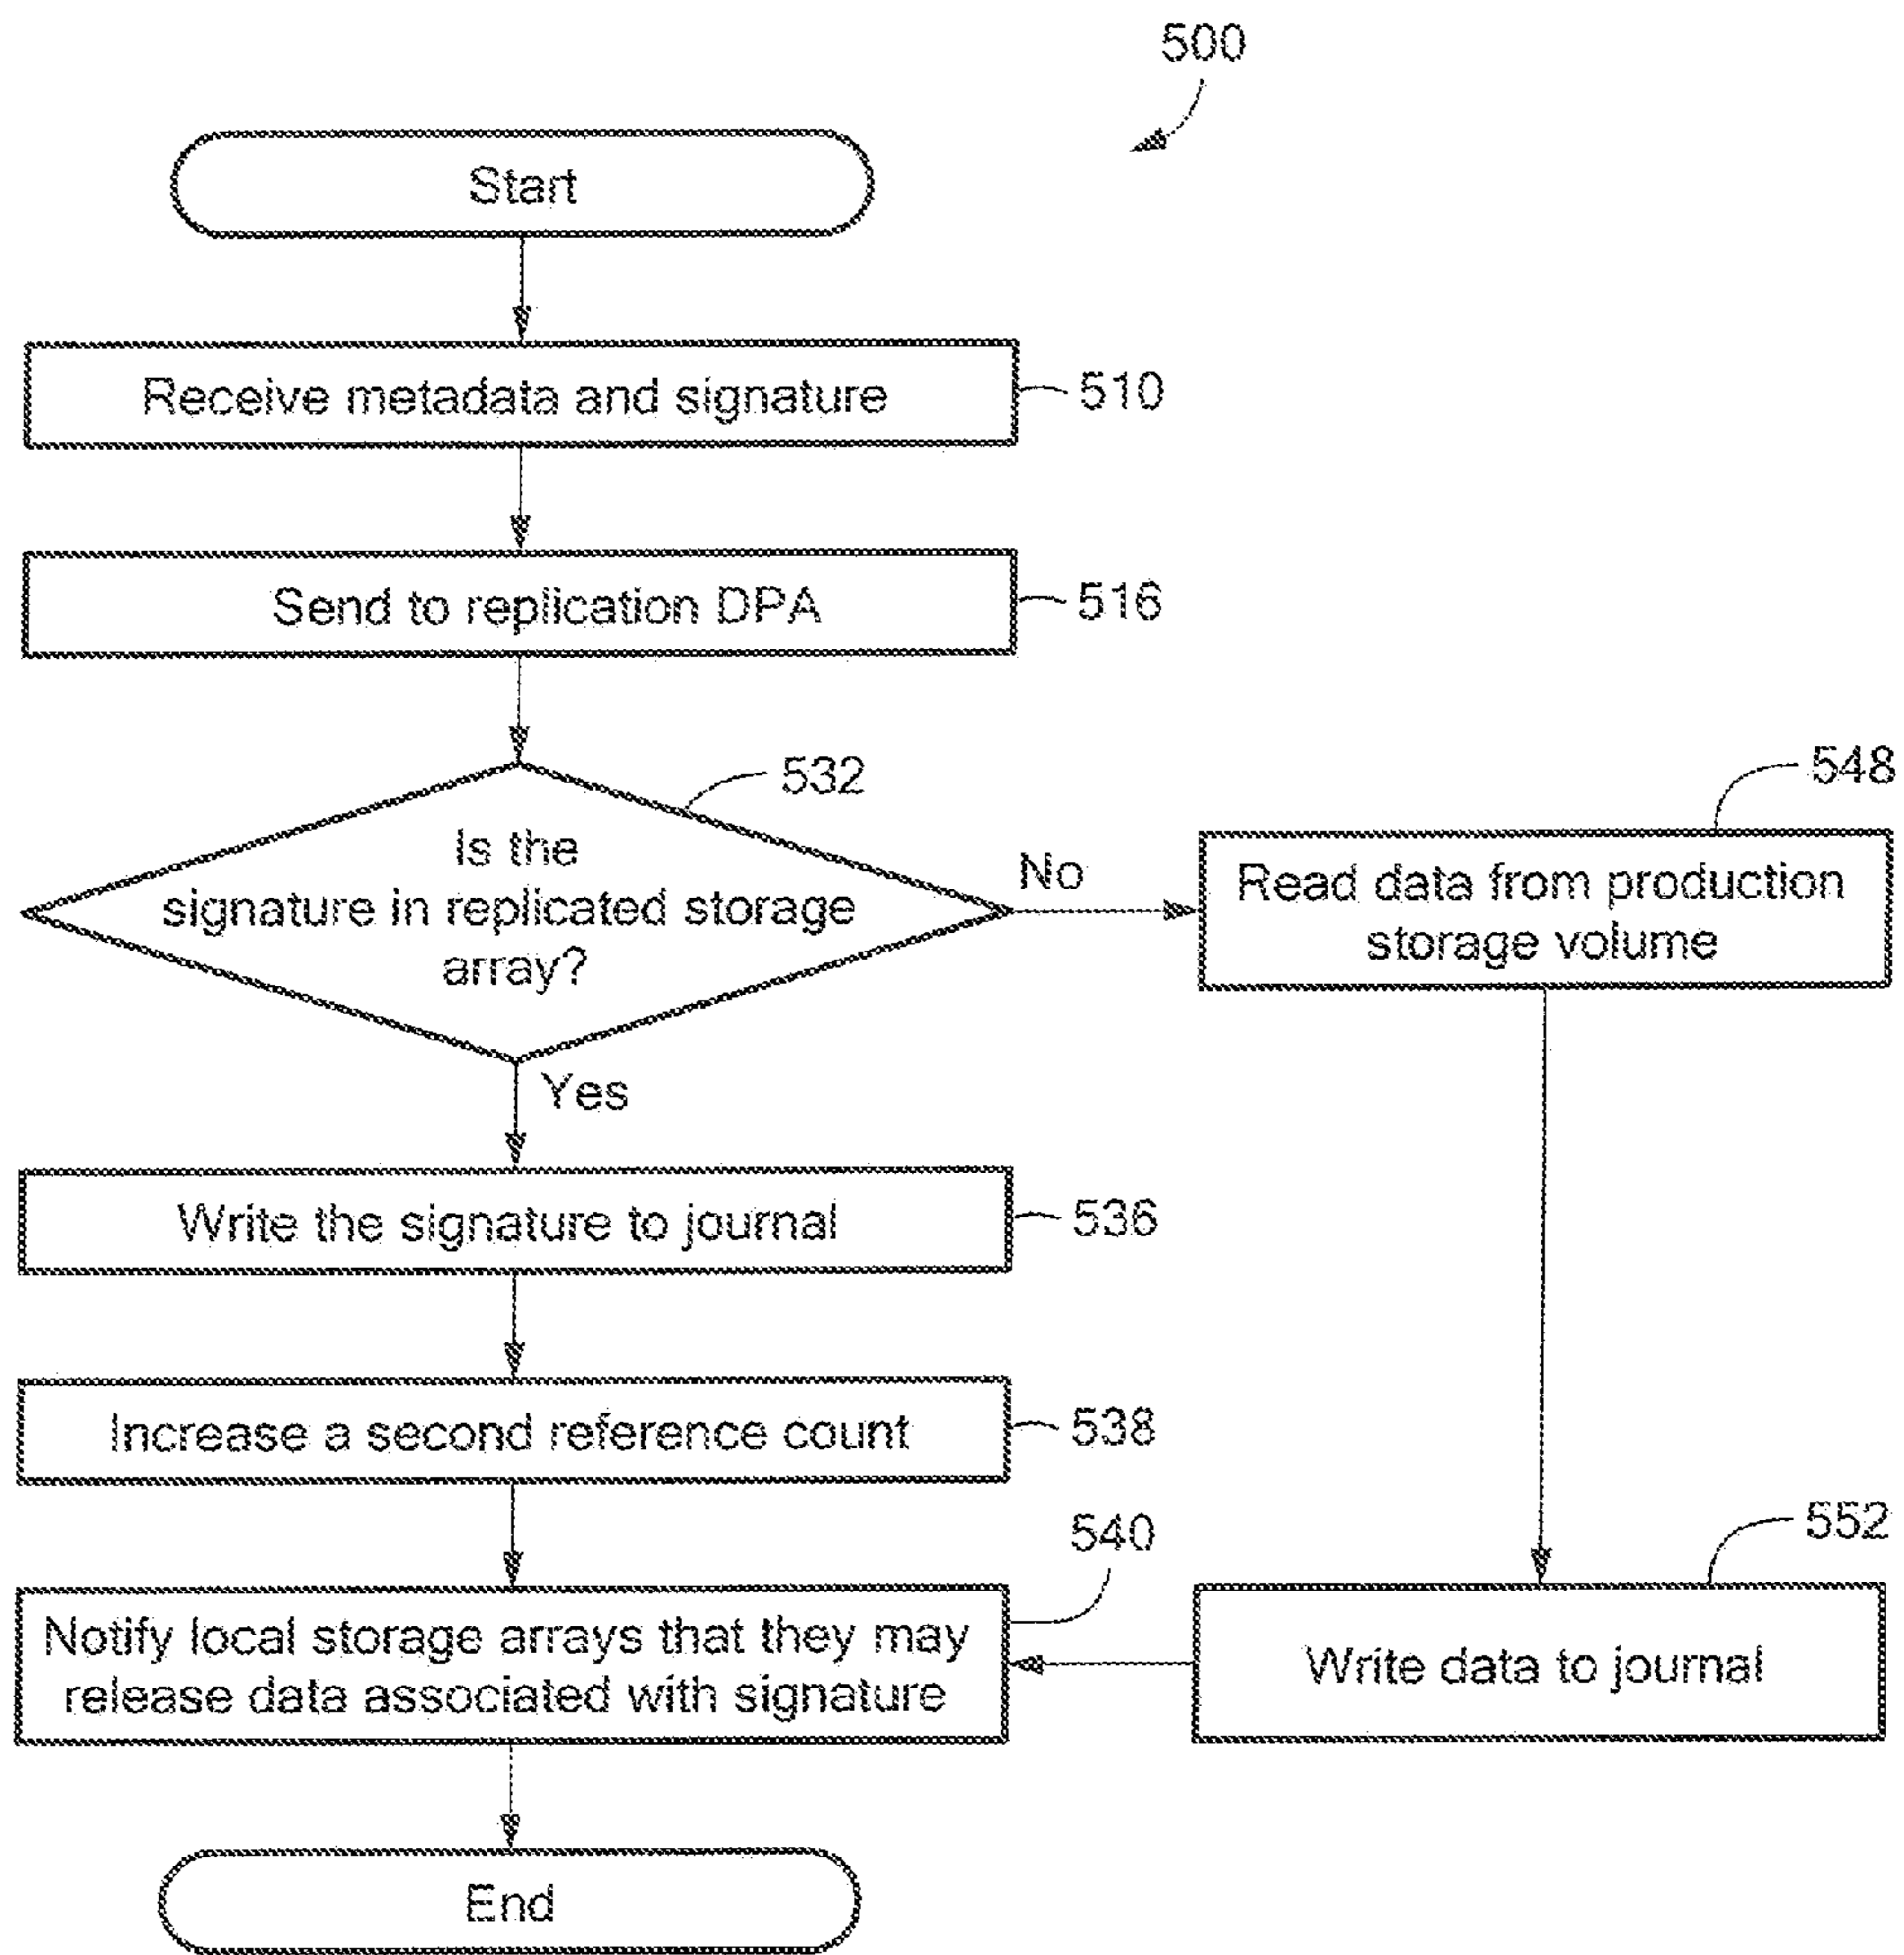 500
Start
Receive metadata and signature
510
Send to replication DPA
516
532
Is the
signature in replicated storage
array?
No
548
Read data from production
storage volume
Yes
Write the signature to journal
536
Increase a second reference count
538
540
Notify local storage arrays that they may
release data associated with signature
552
Write data to journal
End